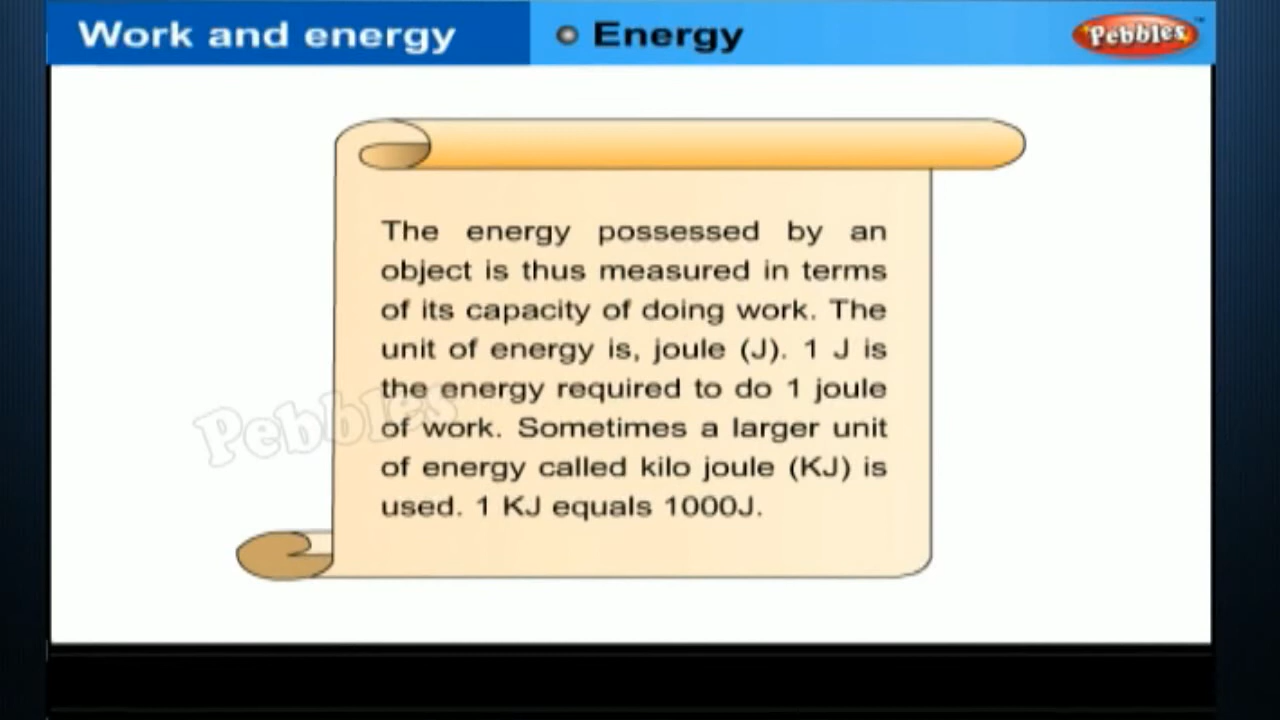 Work and energy
Energy
Pebbles™
The energy possessed by an
object is thus measured in terms
of its capacity of doing work. The
unit of energy is, joule (J). 1 J is
the energy required to do 1 joule
of work. Sometimes a larger unit
of energy called kilo joule (KJ) is
used. 1 KJ equals 1000J.
Pebbles